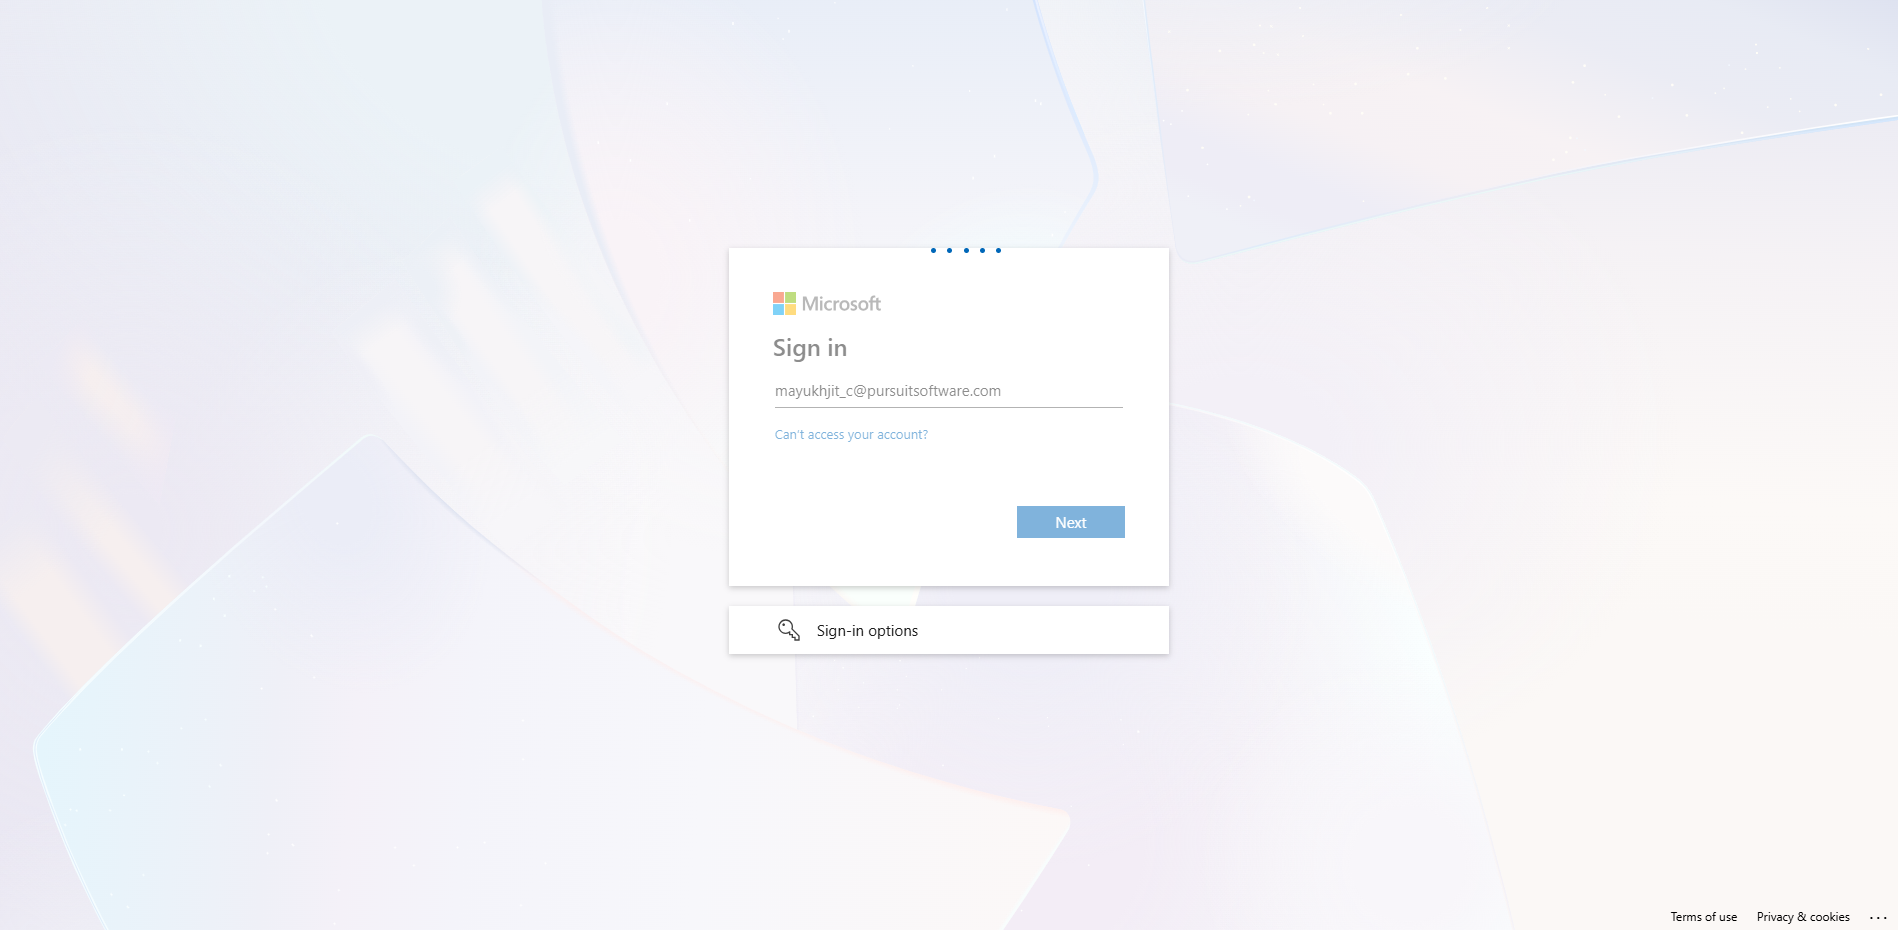 Microsoft
Sign in
mayukhjit_c@pursuitsoftware.com
Can't access your account?
Next
Sign-in options
Terms of use Privacy & cookies ...